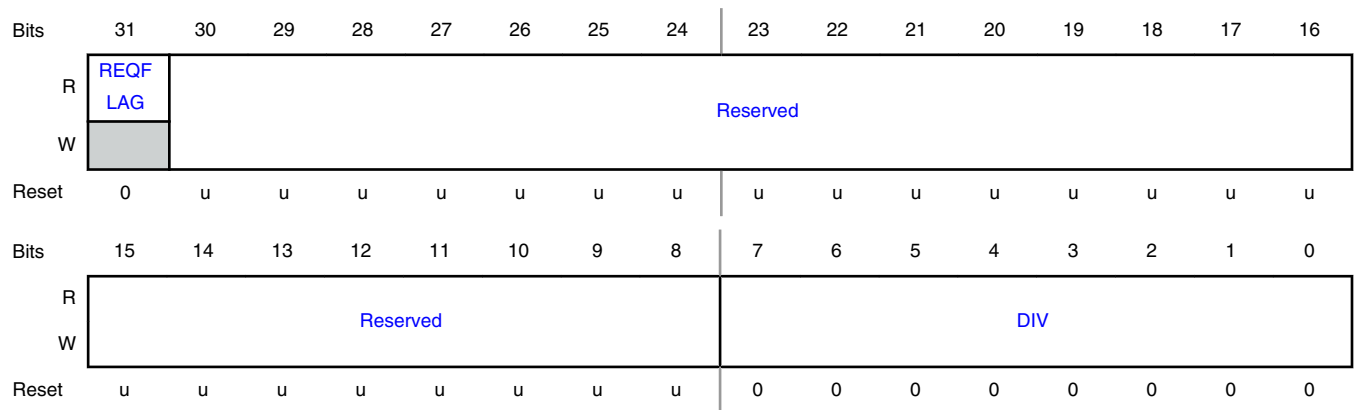 Bits 31 30 29 28 27 26 25 24 23 22 21 20 19 18 17 16
R REQF
LAG
Reserved
W
Reset 0 u u u u u u u u u u u u u u u
Bits 15 14 13 12 11 10 9 8 7 6 5 4 3 2 1 0
R
Reserved DIV
W
Reset u u u u u u u u 0 0 0 0 0 0 0 0